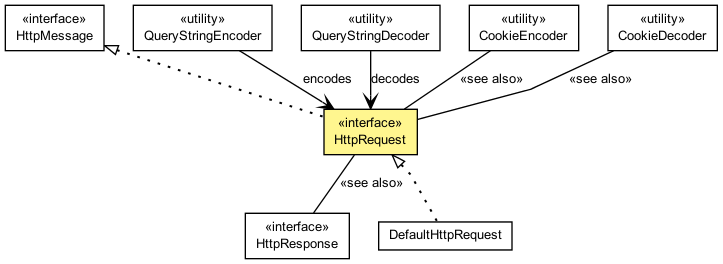 «interface»
HttpMessage
«utility»
QueryStringEncoder
«utility»
QueryStringDecoder
«utility»
CookieEncoder
«utility»
CookieDecoder
encodes
decodes
«see also»
«see also»
«interface»
HttpRequest
«see also»
«interface»
HttpResponse
DefaultHttpRequest